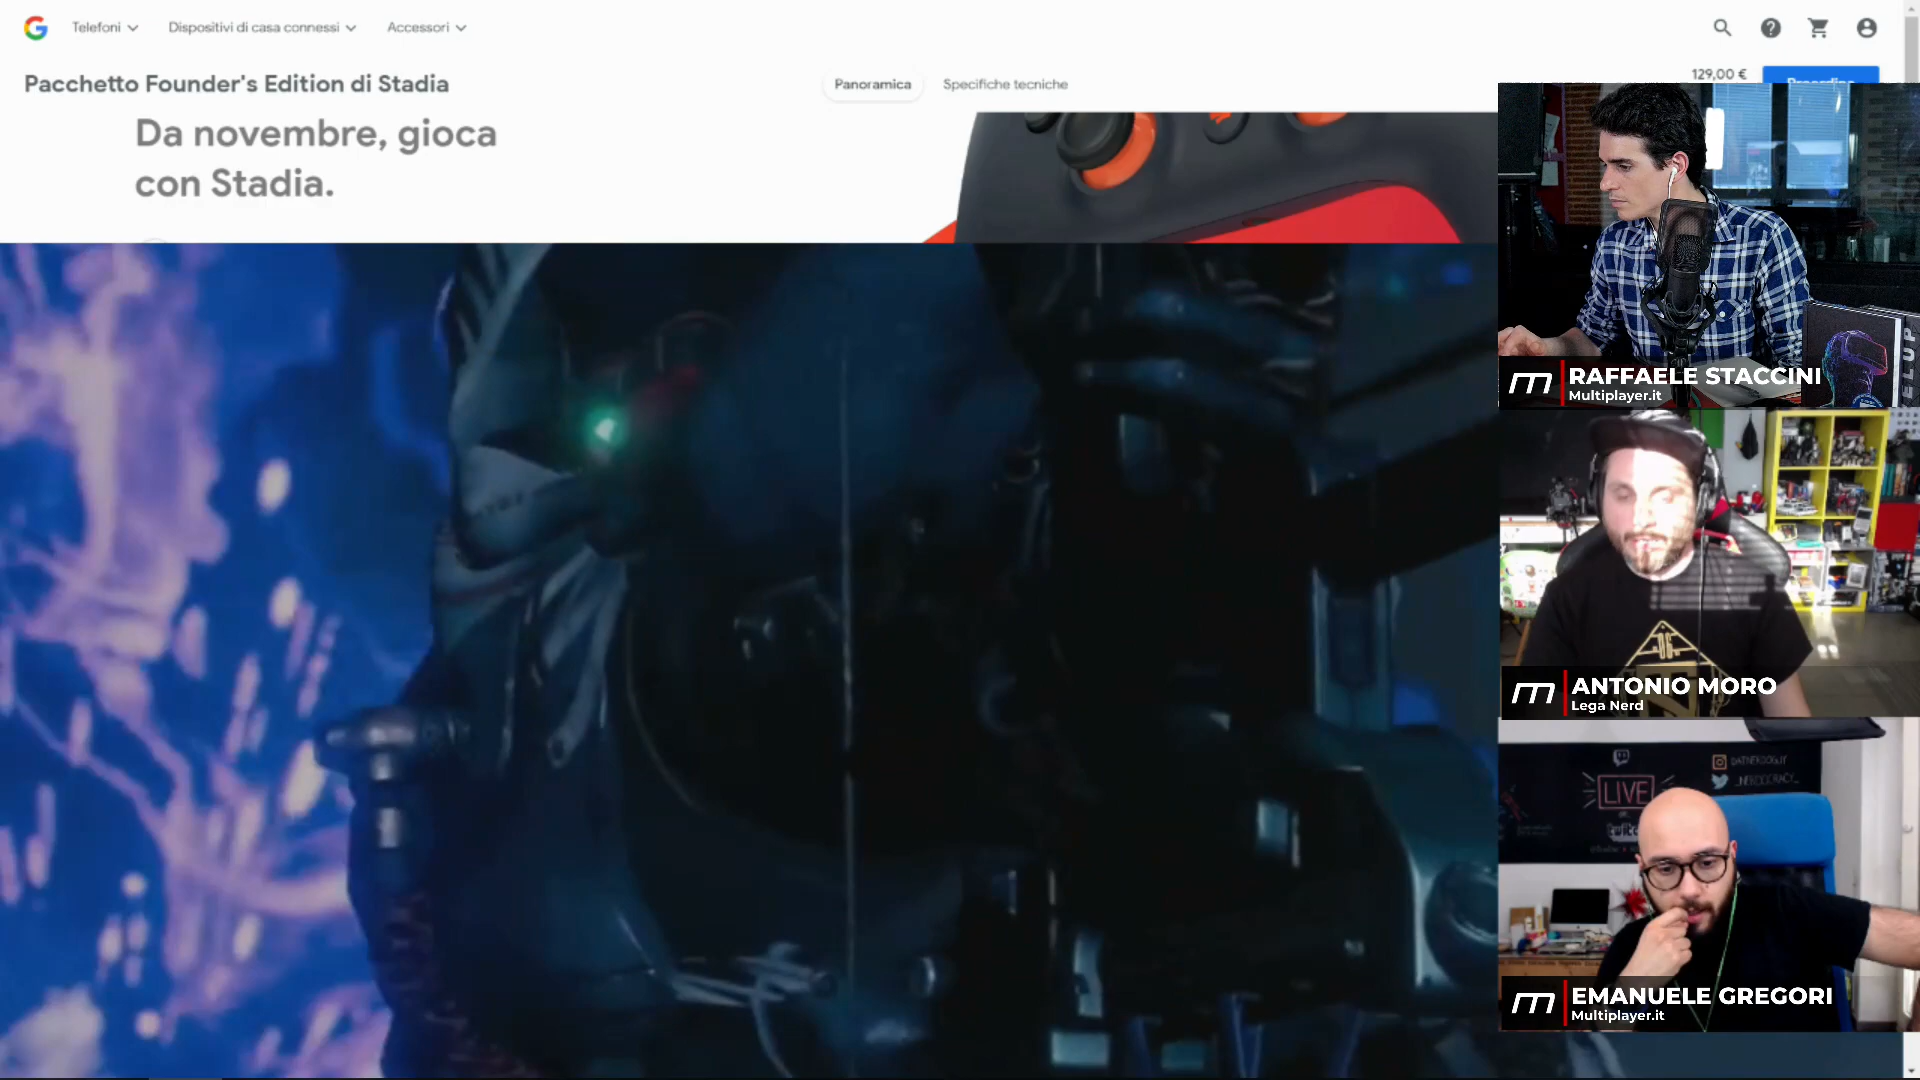 Telefoni
Dispositivi di casa connessi
Accessori
Pacchetto Founder's Edition di Stadia
Panoramica
Specifiche tecniche
129,00 €
Da novembre, gioca
con Stadia.
RAFFAELE STACCINI
Multiplayer.it
ANTONIO MORO
Lega Nerd
LIVE
EMANUELE GREGORI
Multiplayer.it